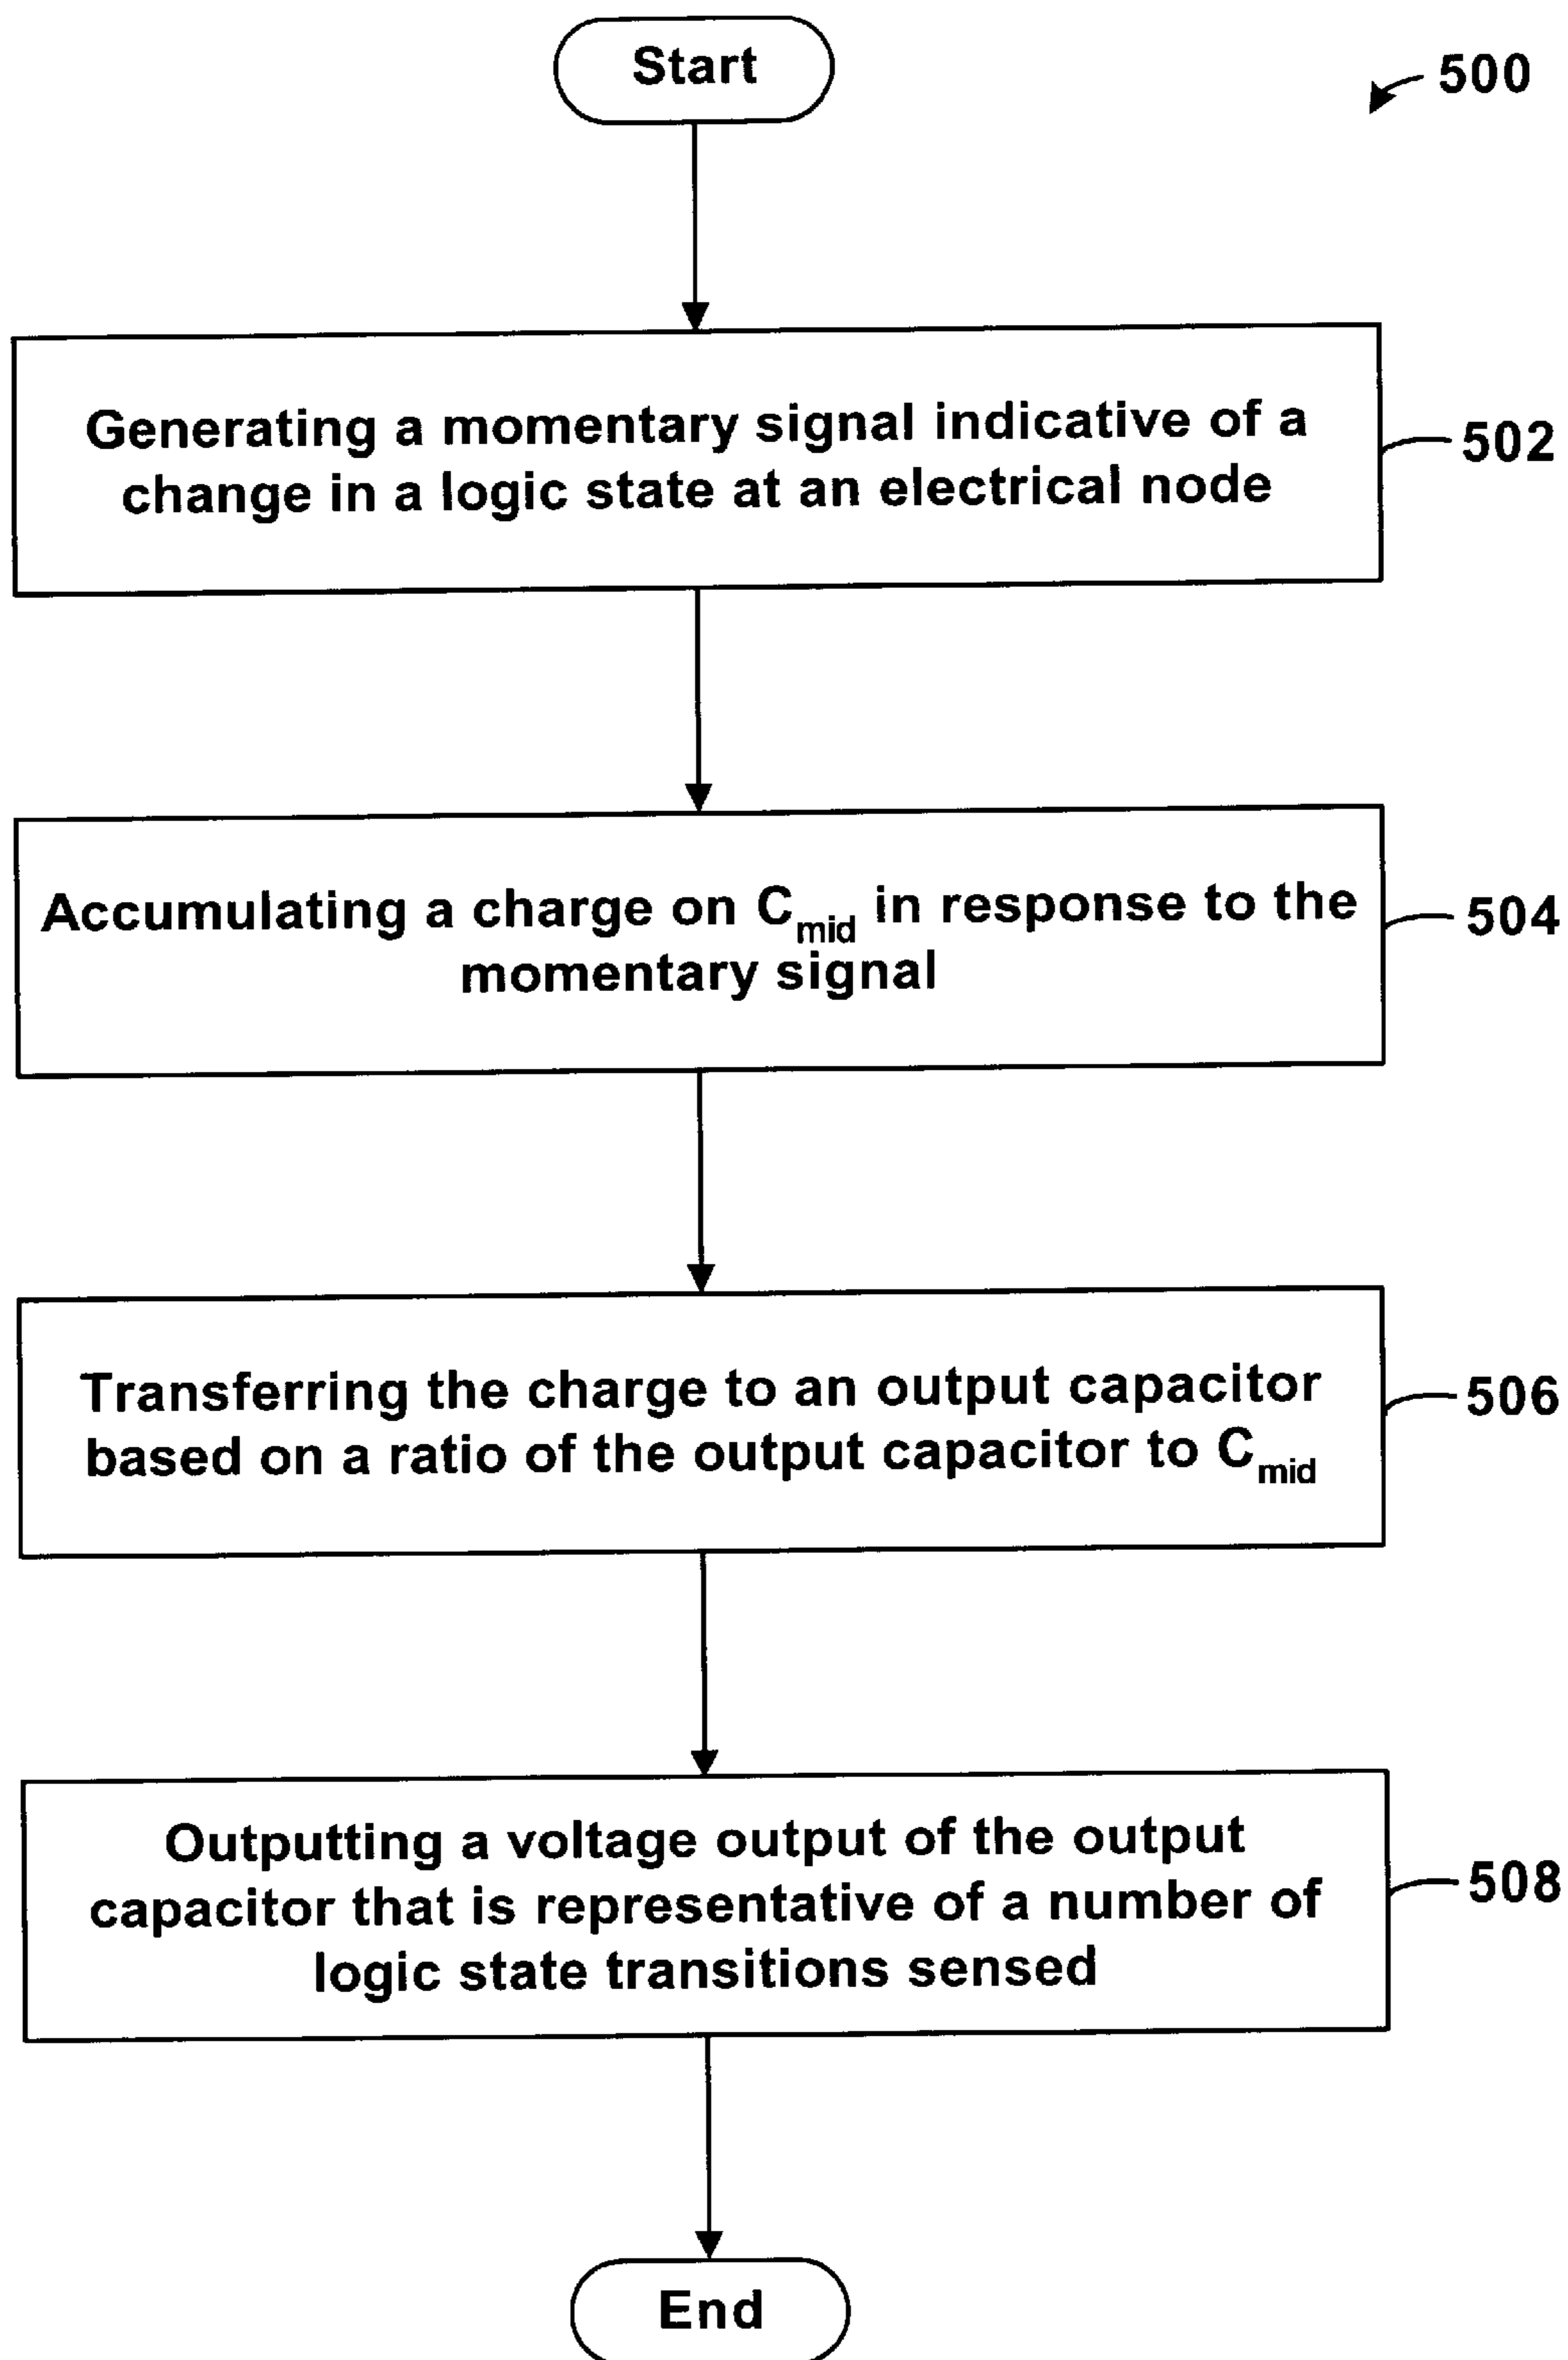 Start
500
Generating a momentary signal indicative of a
change in a logic state at an electrical node
502
Accumulating a charge on Cmid in response to the
momentary signal
504
Transferring the charge to an output capacitor
based on a ratio of the output capacitor to Cmid
506
Outputting a voltage output of the output
capacitor that is representative of a number of
logic state transitions sensed
508
End